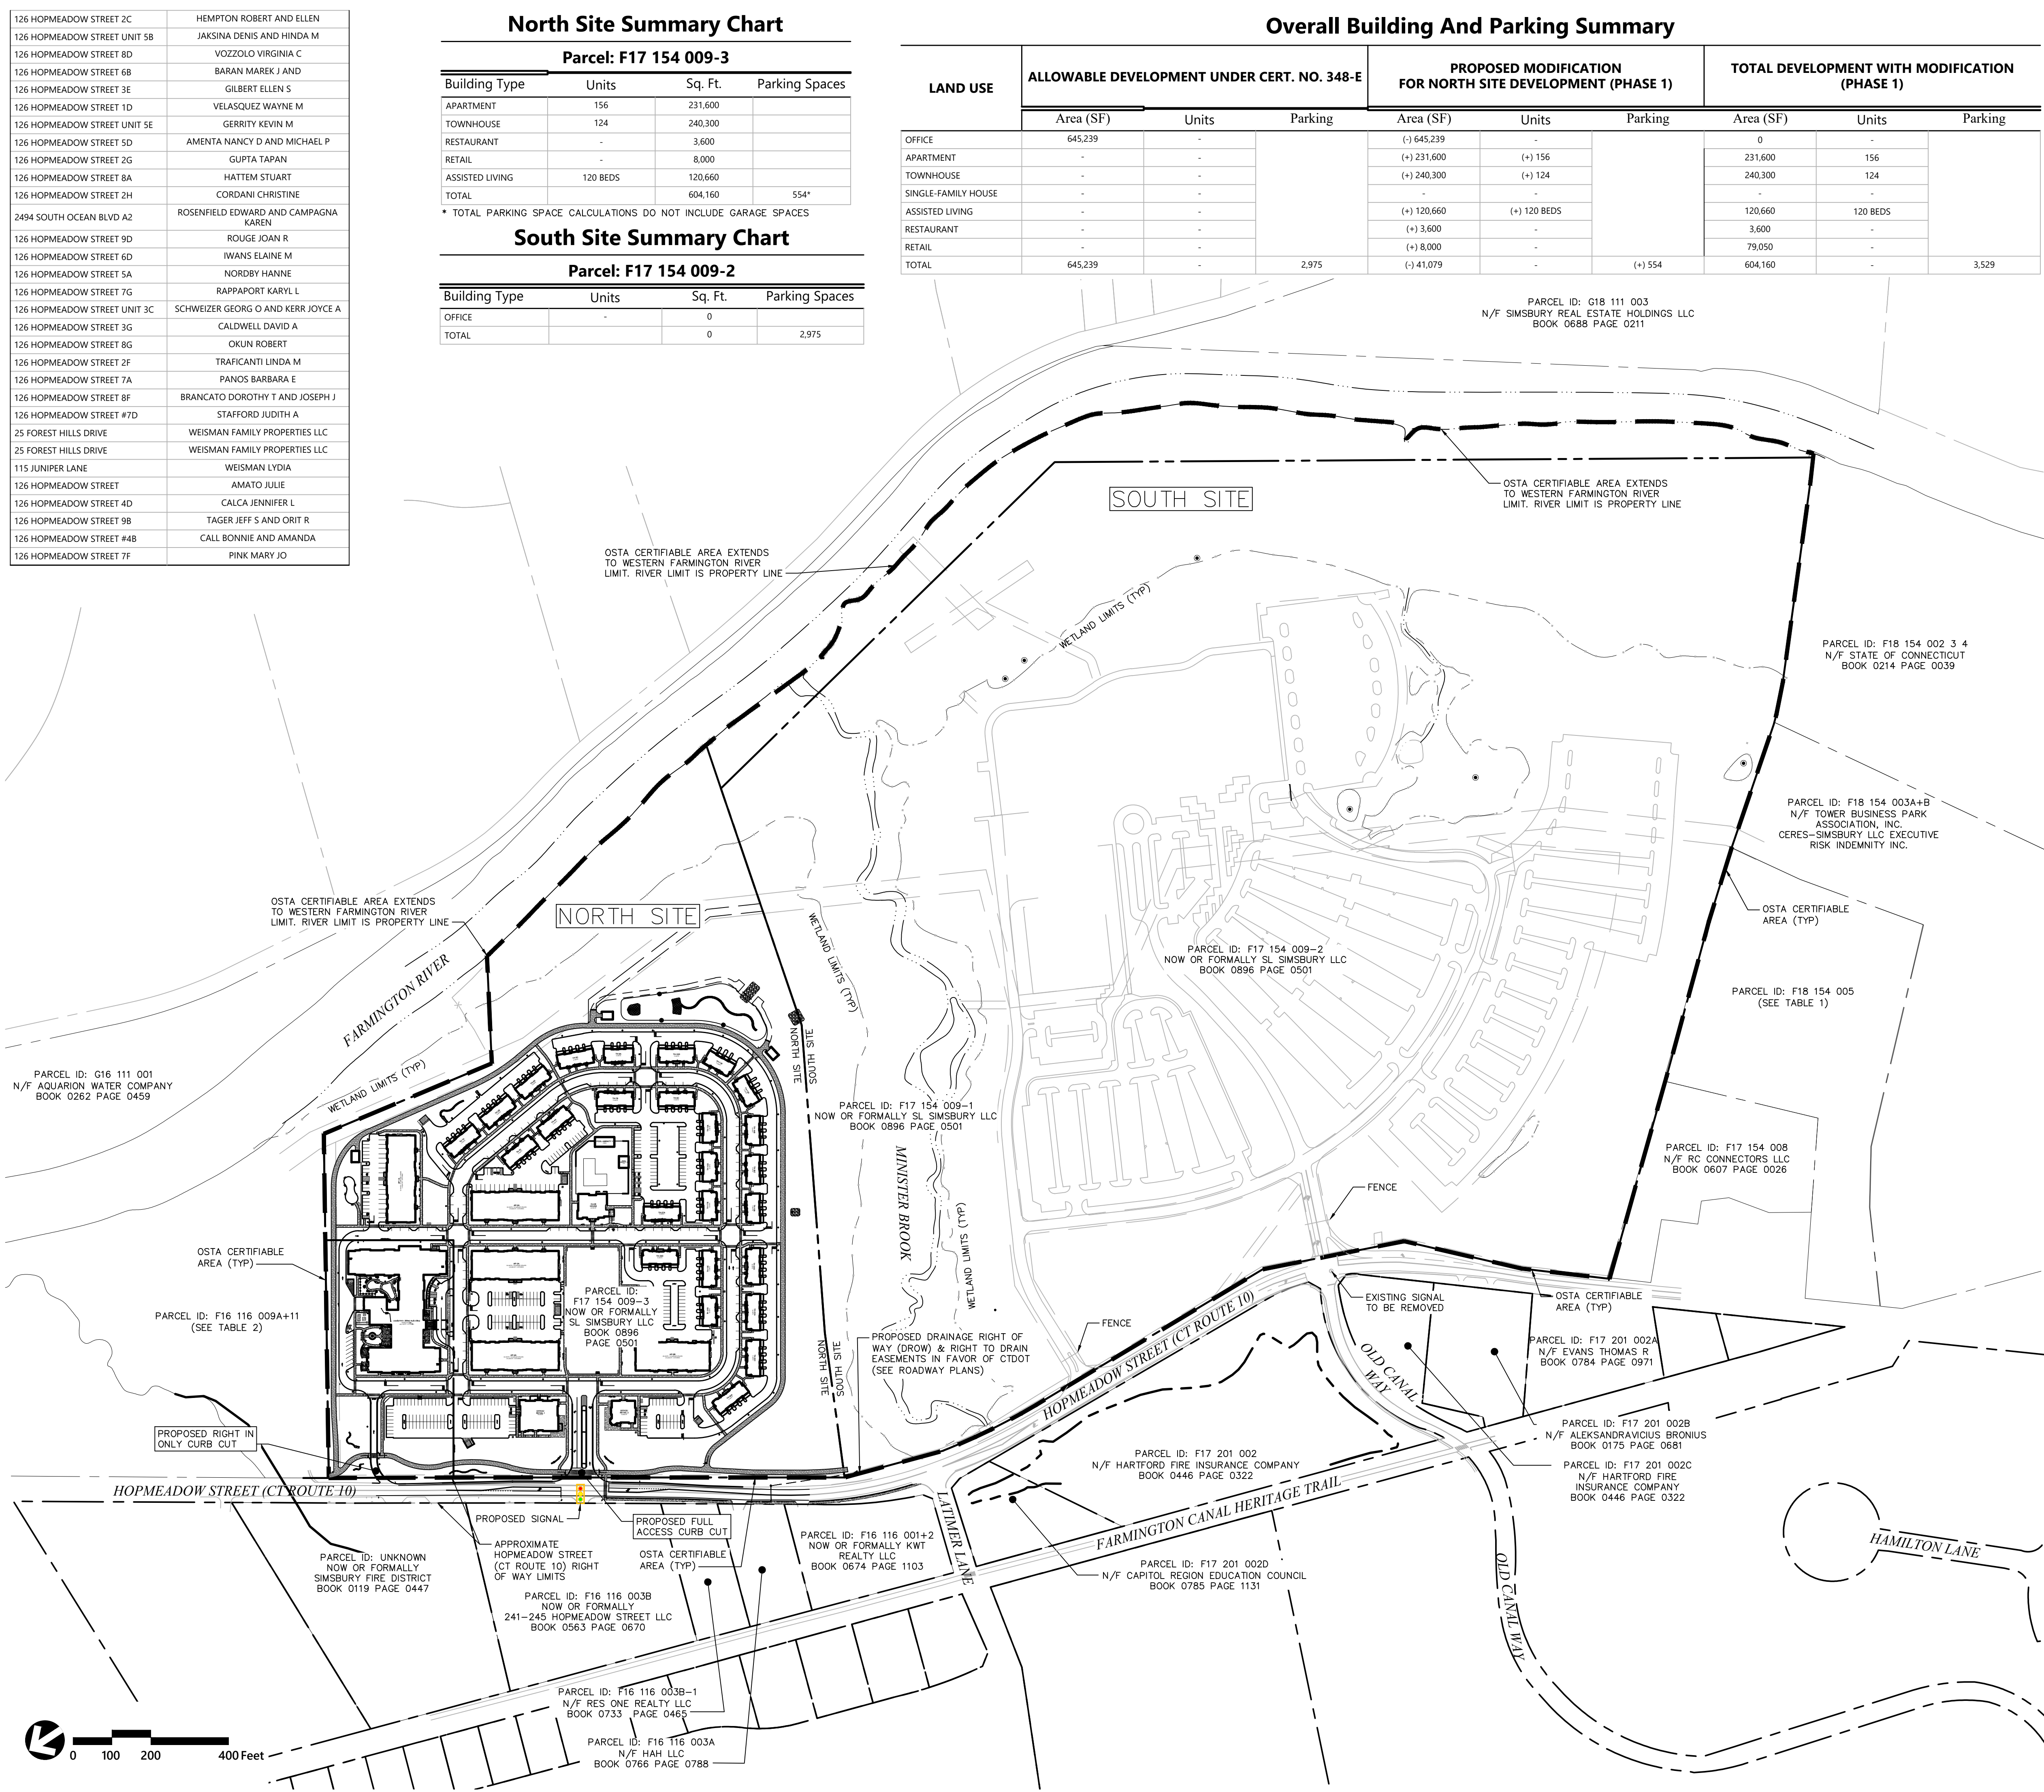 126 HOPMEADOW STREET 2C HEMPTON ROBERT AND ELLEN
126 HOPMEADOW STREET UNIT 5B JAKSINA DENIS AND HINDA M
126 HOPMEADOW STREET 8D VOZZOLO VIRGINIA C
126 HOPMEADOW STREET 6B BARAN MAREK J AND
126 HOPMEADOW STREET 3E GILBERT ELLEN S
126 HOPMEADOW STREET 1D VELASQUEZ WAYNE M
126 HOPMEADOW STREET UNIT 5E GERRITY KEVIN M
126 HOPMEADOW STREET 5D AMENTA NANCY D AND MICHAEL P
126 HOPMEADOW STREET 2G GUPTA TAPAN
126 HOPMEADOW STREET 8A HATTEM STUART
126 HOPMEADOW STREET 2H CORDANI CHRISTINE
2494 SOUTH OCEAN BLVD A2 ROSENFIELD EDWARD AND CAMPAGNA
KAREN
126 HOPMEADOW STREET 9D ROUGE JOAN R
126 HOPMEADOW STREET 6D IWANS ELAINE M
126 HOPMEADOW STREET 5A NORDBY HANNE
126 HOPMEADOW STREET 7G RAPPAPORT KARYL L
126 HOPMEADOW STREET UNIT 3C SCHWEIZER GEORG O AND KERR JOYCE A
126 HOPMEADOW STREET 3G CALDWELL DAVID A
126 HOPMEADOW STREET 8G OKUN ROBERT
126 HOPMEADOW STREET 2F TRAFICANTI LINDA M
126 HOPMEADOW STREET 7A PANOS BARBARA E
126 HOPMEADOW STREET 8F BRANCATO DOROTHY T AND JOSEPH J
126 HOPMEADOW STREET #7D STAFFORD JUDITH A
25 FOREST HILLS DRIVE WEISMAN FAMILY PROPERTIES LLC
25 FOREST HILLS DRIVE WEISMAN FAMILY PROPERTIES LLC
115 JUNIPER LANE WEISMAN LYDIA
126 HOPMEADOW STREET AMATO JULIE
126 HOPMEADOW STREET 4D CALCA JENNIFER L
126 HOPMEADOW STREET 9B TAGER JEFF S AND ORIT R
126 HOPMEADOW STREET #4B CALL BONNIE AND AMANDA
126 HOPMEADOW STREET 7F PINK MARY JO
North Site Summary Chart
Parcel: F17 154 009-3
Building Type Units Sq. Ft. Parking Spaces
APARTMENT 156 231,600
TOWNHOUSE 124 240,300
RESTAURANT - 3,600
RETAIL - 8,000
ASSISTED LIVING 120 BEDS 120,660
TOTAL 604,160 554*
* TOTAL PARKING SPACE CALCULATIONS DO NOT INCLUDE GARAGE SPACES
South Site Summary Chart
Parcel: F17 154 009-2
Building Type Units Sq. Ft. Parking Spaces
OFFICE - 0
TOTAL 0 2,975
Overall Building And Parking Summary
LAND USE
ALLOWABLE DEVELOPMENT UNDER CERT. NO. 348-E
PROPOSED MODIFICATION
FOR NORTH SITE DEVELOPMENT (PHASE 1)
TOTAL DEVELOPMENT WITH MODIFICATION
(PHASE 1)
Area (SF) Units Parking Area (SF) Units Parking Area (SF) Units Parking
OFFICE 645,239 - (-) 645,239 - 0 -
APARTMENT - - (+) 231,600 (+) 156 231,600 156
TOWNHOUSE - - (+) 240,300 (+) 124 240,300 124
SINGLE-FAMILY HOUSE - - - - - -
ASSISTED LIVING - - (+) 120,660 (+) 120 BEDS 120,660 120 BEDS
RESTAURANT - - (+) 3,600 - 3,600 -
RETAIL - - (+) 8,000 - 79,050 -
TOTAL 645,239 - 2,975 (-) 41,079 - (+) 554 604,160 - 3,529
PARCEL ID: G18 111 003
N/F SIMSBURY REAL ESTATE HOLDINGS LLC
BOOK 0688 PAGE 0211
SOUTH SITE
OSTA CERTIFIABLE AREA EXTENDS
TO WESTERN FARMINGTON RIVER
LIMIT. RIVER LIMIT IS PROPERTY LINE
OSTA CERTIFIABLE AREA EXTENDS
TO WESTERN FARMINGTON RIVER
LIMIT. RIVER LIMIT IS PROPERTY LINE
WETLAND LIMITS (TYP)
PARCEL ID: F18 154 002 3 4
N/F STATE OF CONNECTICUT
BOOK 0214 PAGE 0039
PARCEL ID: F18 154 003A+B
N/F TOWER BUSINESS PARK
ASSOCIATION, INC.
CERES-SIMSBURY LLC EXECUTIVE
RISK INDEMNITY INC.
OSTA CERTIFIABLE AREA EXTENDS
TO WESTERN FARMINGTON RIVER
LIMIT. RIVER LIMIT IS PROPERTY LINE
NORTH SITE
OSTA CERTIFIABLE
AREA (TYP)
WETLAND LIMITS (TYP)
PARCEL ID: F17 154 009-2
NOW OR FORMALLY SL SIMSBURY LLC
BOOK 0896 PAGE 0501
FARMINGTON RIVER
PARCEL ID: F18 154 005
(SEE TABLE 1)
NORTH SITE
SOUTH SITE
PARCEL ID: G16 111 001
N/F AQUARION WATER COMPANY
BOOK 0262 PAGE 0459
WETLAND LIMITS (TYP)
PARCEL ID: F17 154 009-1
NOW OR FORMALLY SL SIMSBURY LLC
BOOK 0896 PAGE 0501
MINISTER BROOK
PARCEL ID: F17 154 008
N/F RC CONNECTORS LLC
BOOK 0607 PAGE 0026
FENCE
WETLAND LIMITS (TYP)
OSTA CERTIFIABLE
AREA (TYP)
PARCEL ID: F16 116 009A+11
(SEE TABLE 2)
PARCEL ID:
F17 154 009-3
NOW OR FORMALLY
SL SIMSBURY LLC
BOOK 0896
PAGE 0501
EXISTING SIGNAL
TO BE REMOVED
OSTA CERTIFIABLE
AREA (TYP)
FENCE
PROPOSED DRAINAGE RIGHT OF
WAY (DROW) & RIGHT TO DRAIN
EASEMENTS IN FAVOR OF CTDOT
(SEE ROADWAY PLANS)
NORTH SITE
SOUTH SITE
HOPMEADOW STREET (CT ROUTE 10)
OLD CANAL
WAY
PARCEL ID: F17 201 002A
N/F EVANS THOMAS R
BOOK 0784 PAGE 0971
PARCEL ID: F17 201 002B
N/F ALEKSANDRAVICIUS BRONIUS
BOOK 0175 PAGE 0681
PROPOSED RIGHT IN
ONLY CURB CUT
PARCEL ID: F17 201 002
N/F HARTFORD FIRE INSURANCE COMPANY
BOOK 0446 PAGE 0322
PARCEL ID: F17 201 002C
N/F HARTFORD FIRE
INSURANCE COMPANY
BOOK 0446 PAGE 0322
HOPMEADOW STREET (CT ROUTE 10)
FARMINGTON CANAL HERITAGE TRAIL
LATIMER LANE
PROPOSED SIGNAL
PROPOSED FULL
ACCESS CURB CUT
PARCEL ID: F16 116 001+2
NOW OR FORMALLY KWT
REALTY LLC
BOOK 0674 PAGE 1103
APPROXIMATE
HOPMEADOW STREET
(CT ROUTE 10) RIGHT
OF WAY LIMITS
OSTA CERTIFIABLE
AREA (TYP)
HAMILTON LANE
PARCEL ID: UNKNOWN
NOW OR FORMALLY
SIMSBURY FIRE DISTRICT
BOOK 0119 PAGE 0447
PARCEL ID: F17 201 002D
N/F CAPITOL REGION EDUCATION COUNCIL
BOOK 0785 PAGE 1131
PARCEL ID: F16 116 003B
NOW OR FORMALLY
241-245 HOPMEADOW STREET LLC
BOOK 0563 PAGE 0670
OLD CANAL WAY
PARCEL ID: F16 116 003B-1
N/F RES ONE REALTY LLC
BOOK 0733 PAGE 0465
PARCEL ID: F16 116 003A
N/F HAH LLC
BOOK 0766 PAGE 0788
0 100 200 400 Feet